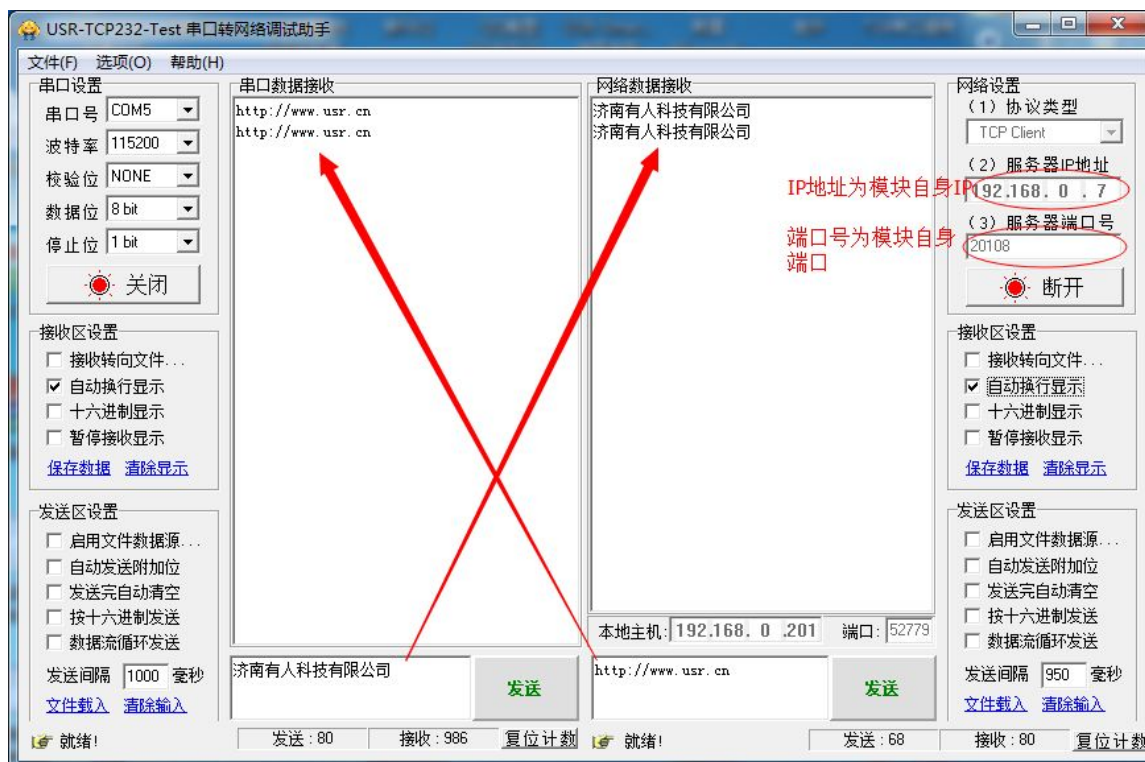 USR-TCP232-Test 串口转网络调试助手
文件(F) 选项(O) 帮助(H)
串口设置
串口号 COM5
波特率 115200
校验位 NONE
数据位 8 bit
停止位 1 bit
关闭
接收区设置
接收转向文件...
自动换行显示
十六进制显示
暂停接收显示
保存数据 清除显示
发送区设置
启用文件数据源...
自动发送附加位
发送完自动清空
按十六进制发送
数据流循环发送
发送间隔 1000 毫秒
文件载入 清除输入
就绪!
串口数据接收
http://www.usr.cn
http://www.usr.cn
济南有人科技有限公司
发送
发送:80 接收:986 复位计数
网络数据接收
济南有人科技有限公司
济南有人科技有限公司
IP地址为模块自身IP
端口号为模块自身
端口
本地主机: 192.168. 0 .201 端口: 52779
http://www.usr.cn
发送
就绪!
发送:68 接收:80 复位计数
网络设置
(1) 协议类型
TCP Client
(2) 服务器IP地址
192.168. 0 . 7
(3) 服务器端口号
20108
断开
接收区设置
接收转向文件...
自动换行显示
十六进制显示
暂停接收显示
保存数据 清除显示
发送区设置
启用文件数据源...
自动发送附加位
发送完自动清空
按十六进制发送
数据流循环发送
发送间隔 950 毫秒
文件载入 清除输入